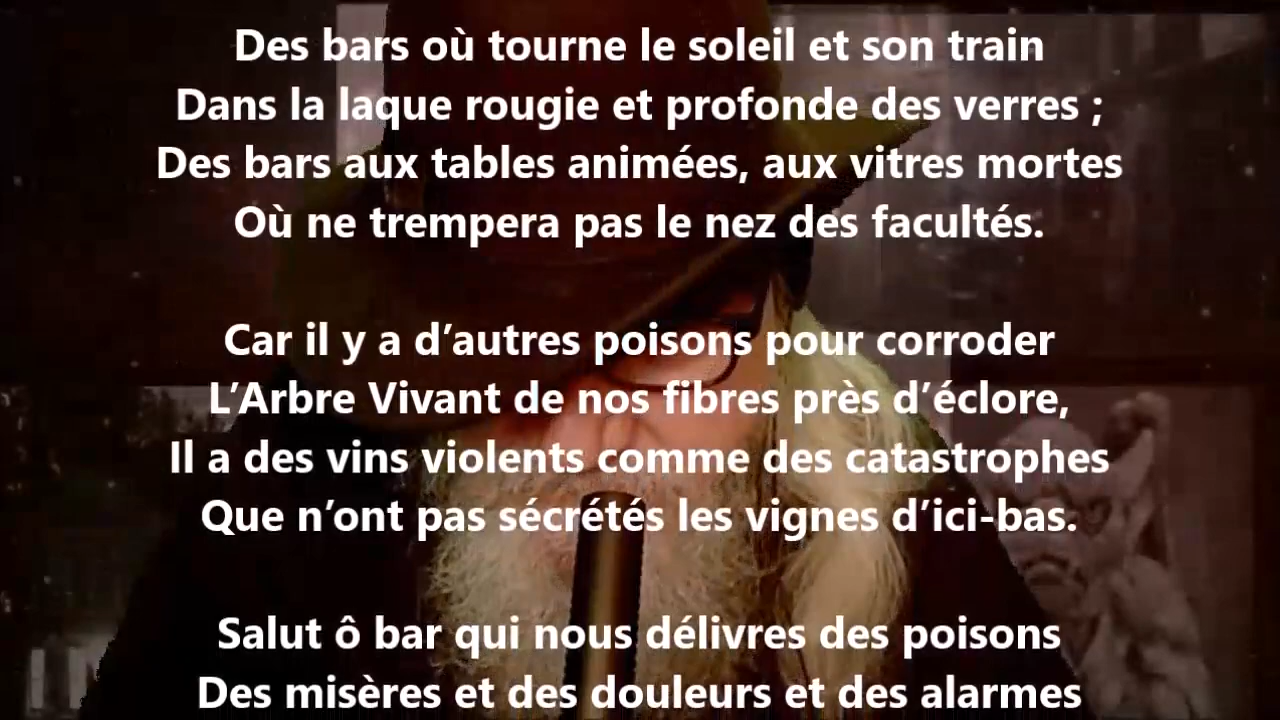 Des bars où tourne le soleil et son train
Dans la laque rougie et profonde des verres ;
Des bars aux tables animées, aux vitres mortes
Où ne trempera pas le nez des facultés.
Car il y a d’autres poisons pour corroder
L’Arbre Vivant de nos fibres près d’éclore,
Il a des vins violents comme des catastrophes
Que n’ont pas sécrétés les vignes d’ici-bas.
Salut ô bar qui nous délivres des poisons
Des misères et des douleurs et des alarmes